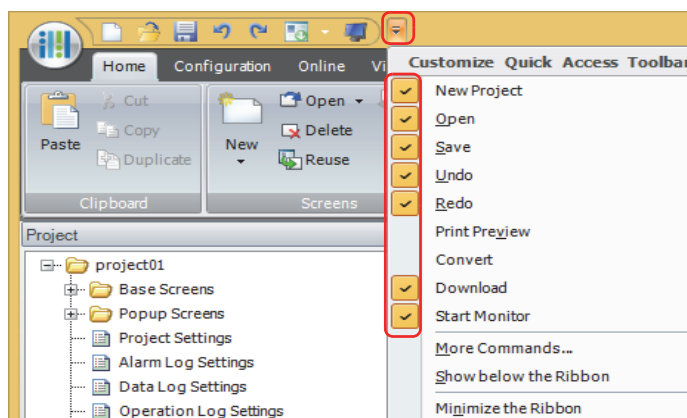 Customize Quick Access Toolbar
Home Configuration Online Vi
New Project
Open
Save
Undo
Redo
Print Preview
Convert
Download
Start Monitor
More Commands...
Show below the Ribbon
Minimize the Ribbon
Paste
Cut
Copy
Duplicate
Clipboard
New
Open
Delete
Reuse
Screens
Project
project01
Base Screens
Popup Screens
Project Settings
Alarm Log Settings
Data Log Settings
Operation Log Settings